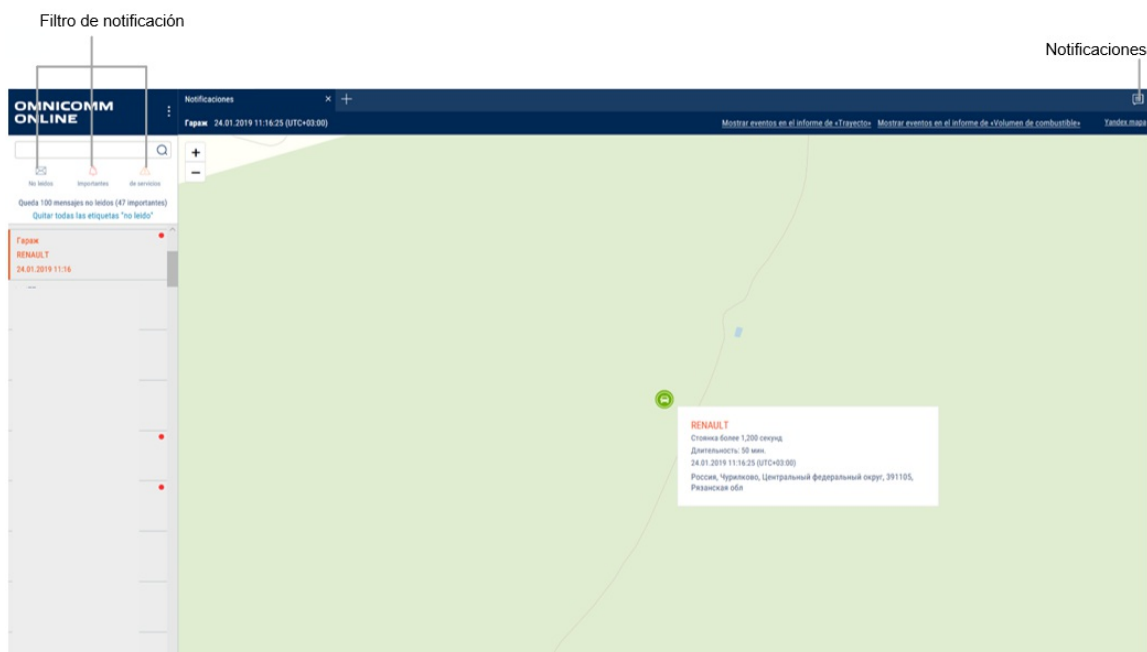 Filtro de notificación
Notificaciones
OMNICOMM
ONLINE
Notificaciones
Гараж 24.01.2019 11:16:25 (UTC+03:00)
Mostrar eventos en el informe de «Trayecto» Mostrar eventos en el informe de «Volumen de combustible» Yandex mapa
No leídos importantes de servicios
Queda 100 mensajes no leídos (47 importantes)
Quitar todas las etiquetas "no leído"
Гараж
RENAULT
24.01.2019 11:16
RENAULT
Стоянка более 1,200 секунд
Длительность: 50 мин.
24.01.2019 11:16:25 (UTC+03:00)
Россия, Чурилково, Центральный федеральный округ, 391105,
Рязанская обл